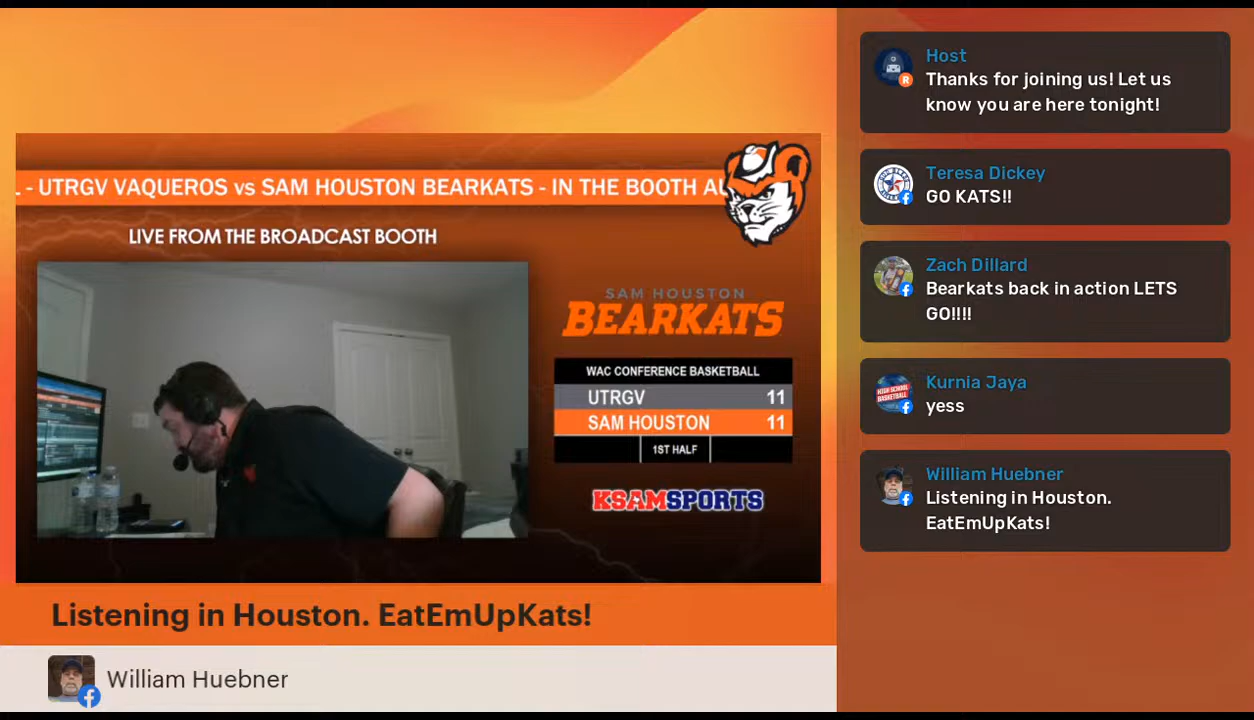 - UTRGV VAQUEROS vs SAM HOUSTON BEARKATS - IN THE BOOTH
LIVE FROM THE BROADCAST BOOTH
SAM HOUSTON
BEARKATS
WAC CONFERENCE BASKETBALL
UTRGV 11
SAM HOUSTON 11
1ST HALF
KSAMSPORTS
Listening in Houston. EatEmUpKats!
William Huebner
Host
Thanks for joining us! Let us
know you are here tonight!
Teresa Dickey
GO KATS!!
Zach Dillard
Bearkats back in action LETS
GO!!!!
Kurnia Jaya
yess
William Huebner
Listening in Houston.
EatEmUpKats!